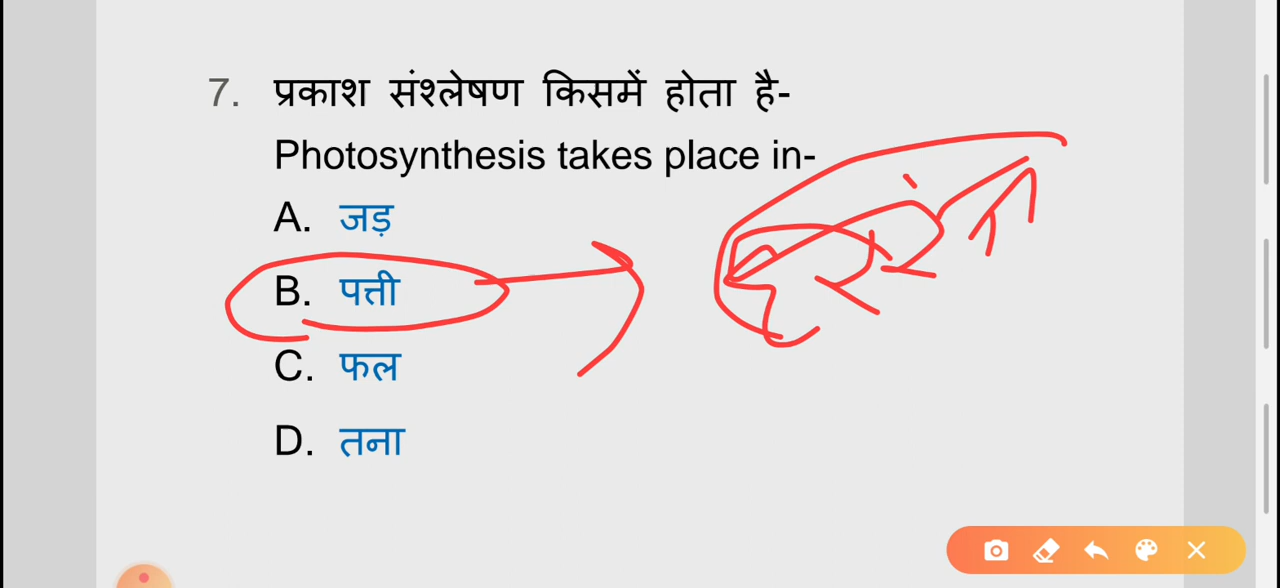 7. प्रकाश संश्लेषण किसमें होता है-
Photosynthesis takes place in-
A. जड़
B. पत्ती
C. फल
D. तना